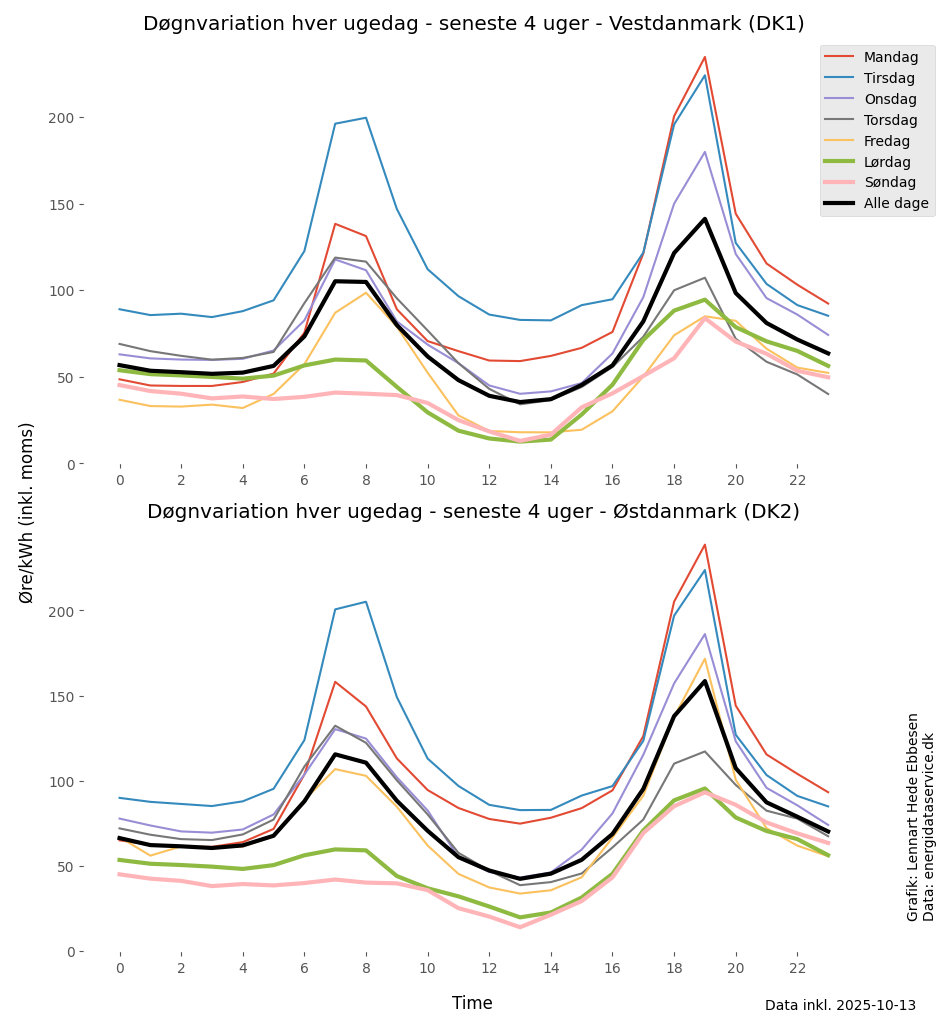 Døgnvariation hver ugedag - seneste 4 uger - Vestdanmark (DK1)
Mandag
Tirsdag
Onsdag
Torsdag
Fredag
Lørdag
Søndag
Alle dage
200
150
100
50
0
0 2 4 6 8 10 12 14 16 18 20 22
Øre/kWh (inkl. moms)
Døgnvariation hver ugedag - seneste 4 uger - Østdanmark (DK2)
200
150
100
50
0
0 2 4 6 8 10 12 14 16 18 20 22
Time
Grafik: Lennart Hede Ebbesen
Data: energidataservice.dk
Data inkl. 2025-10-13